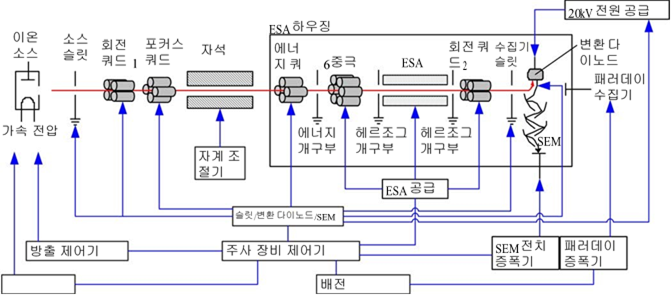 20kV 전원 공급
ESA 하우징
이온
소스
소스
슬릿
회전
쿼드 1
포커스
쿼드
자석
에너
지 쿼
6중극
ESA
회전 쿼
드2
수집기
슬릿
변환 다
이노드
패러데이
수집기
가속 전압
에너지
개구부
헤르조그
개구부
헤르조그
개구부
SEM
자계 조
절기
ESA 공급
슬릿/변환 다이노드/SEM
방출 제어기
주사 장비 제어기
SEM 전치
증폭기
패러데이
증폭기
배전